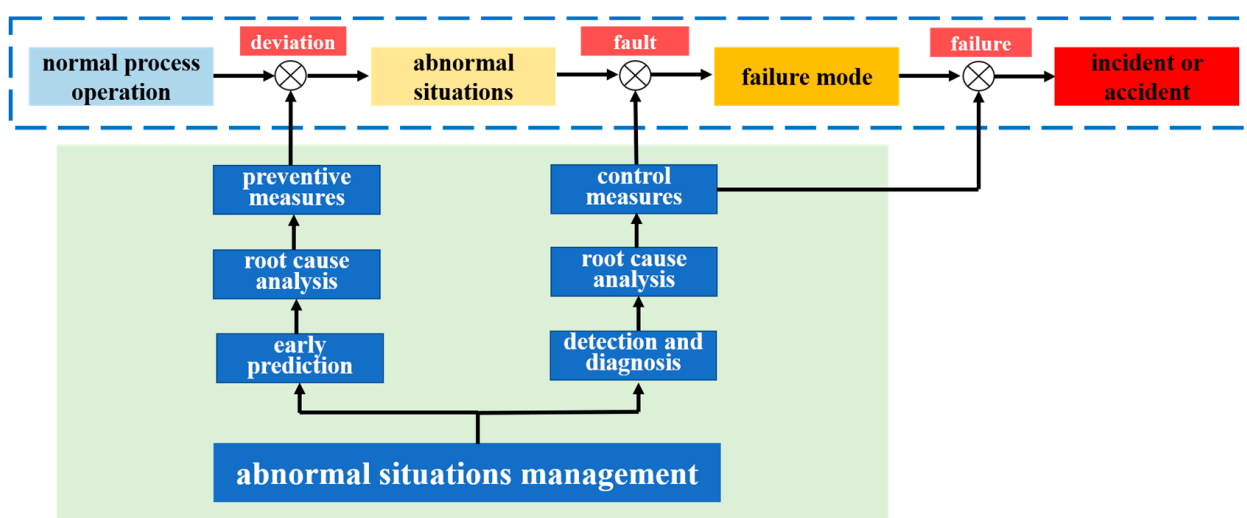 deviation
fault
failure
normal process
operation
abnormal
situations
failure mode
incident or
accident
preventive
measures
control
measures
root cause
analysis
root cause
analysis
early
prediction
detection and
diagnosis
abnormal situations management